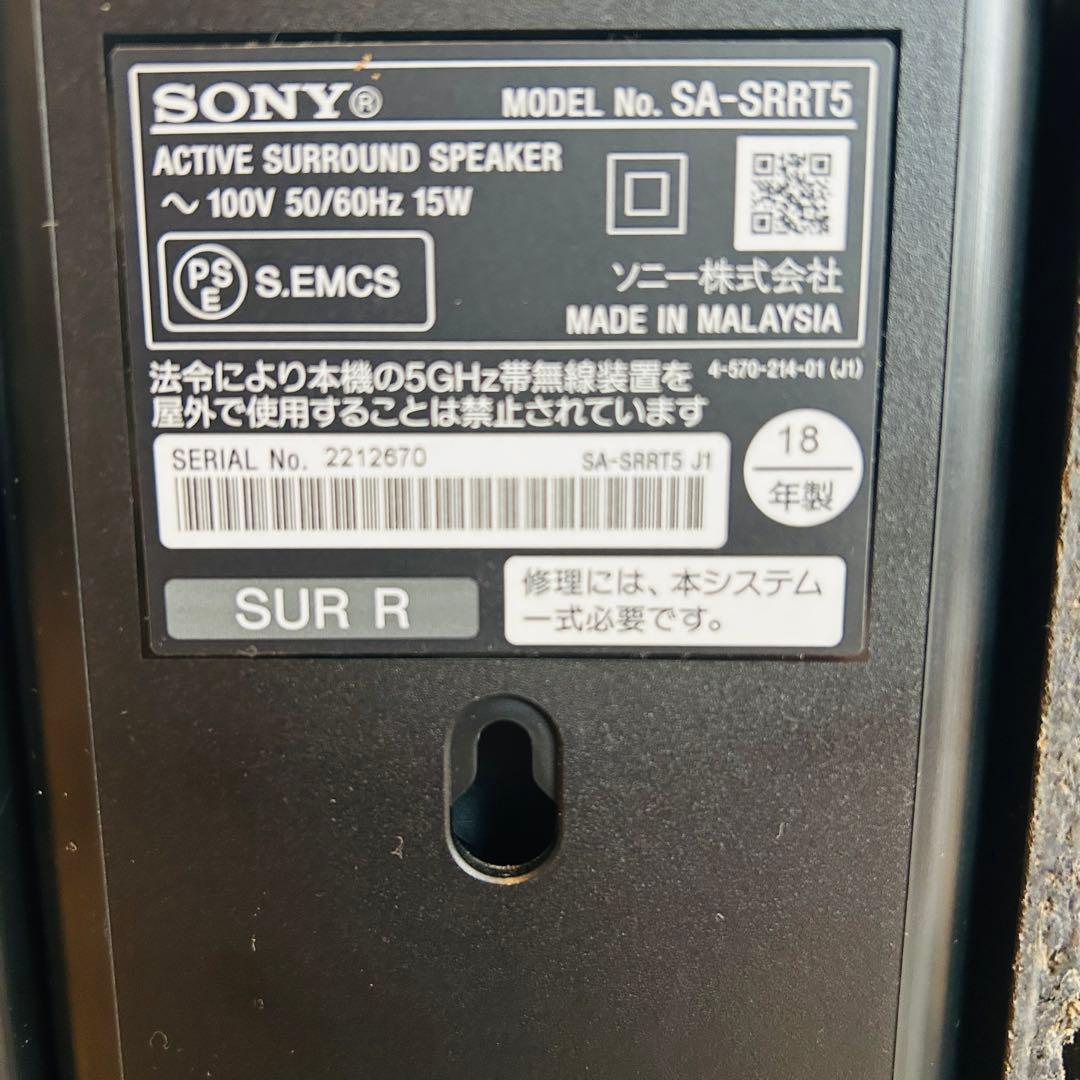 SONY®
MODEL No. SA-SRRT5
ACTIVE SURROUND SPEAKER
～ 100V 50/60Hz 15W
PSE S.EMCS
ソニー株式会社
MADE IN MALAYSIA
法令により本機の5GHz帯無線装置を
屋外で使用することは禁止されています
4-570-214-01 (J1)
SERIAL No. 2212670
SA-SRRT5 J1
18
年製
SUR R
修理には、本システム
一式必要です。